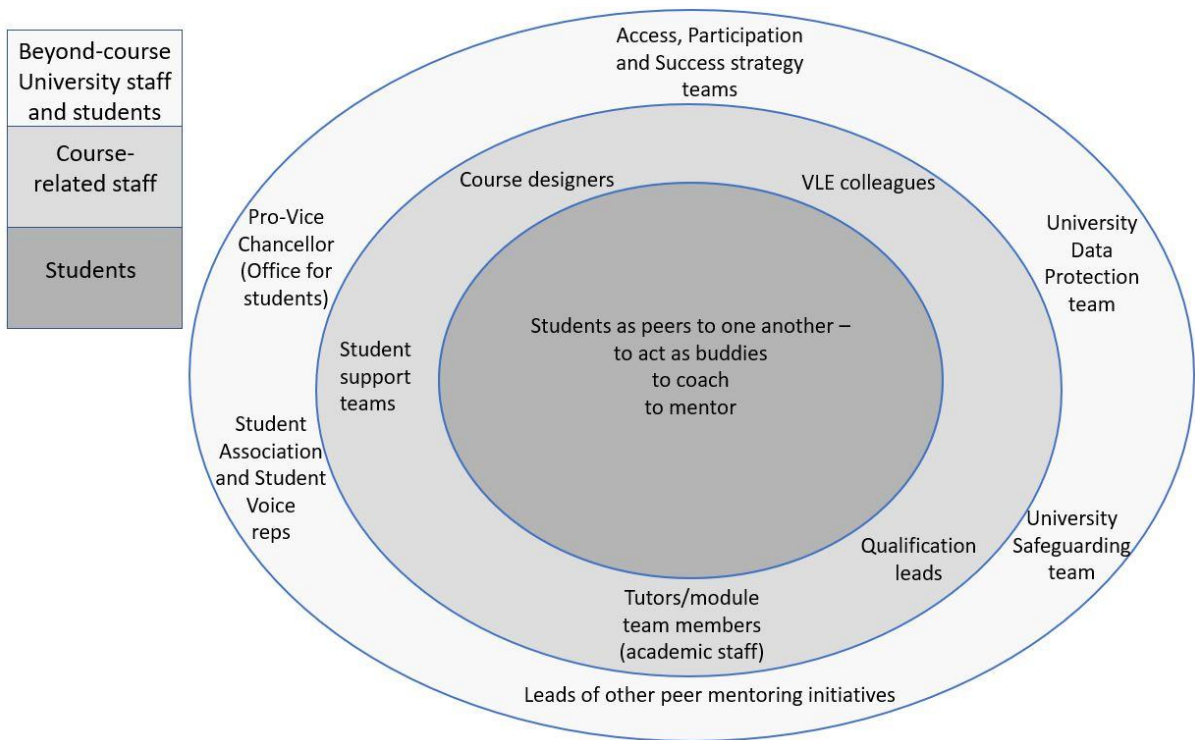 Beyond-course
University staff
and students
Course-
related staff
Students
Access, Participation
and Success strategy
teams
Course designers
VLE colleagues
Pro-Vice
Chancellor
(Office for
students)
University
Data
Protection
team
Students as peers to one another –
to act as buddies
to coach
to mentor
Student
support
teams
Student
Association
and Student
Voice
reps
Qualification
leads
University
Safeguarding
team
Tutors/module
team members
(academic staff)
Leads of other peer mentoring initiatives